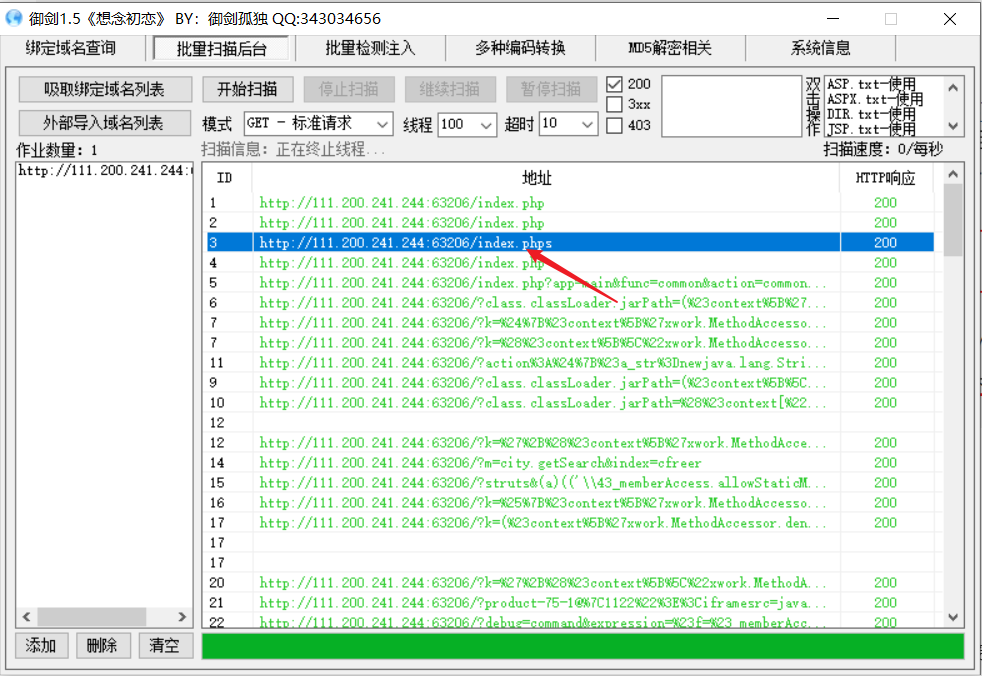 御剑1.5《想念初恋》 BY：御剑孤独 QQ:343034656
绑定域名查询 批量扫描后台 批量检测注入 多种编码转换 MD5解密相关 系统信息
吸取绑定域名列表 开始扫描 停止扫描 继续扫描 暂停扫描
200
3xx
403
双击操作
ASP.txt—使用
ASPX.txt—使用
DIR.txt—使用
JSP.txt—使用
外部导入域名列表 模式 GET - 标准请求 线程 100 超时 10
作业数量：1 扫描信息：正在终止线程... 扫描速度：0/每秒
http://111.200.241.244:
ID 地址 HTTP响应
1 http://111.200.241.244:63206/index.php 200
2 http://111.200.241.244:63206/index.php 200
3 http://111.200.241.244:63206/index.phps 200
4 http://111.200.241.244:63206/index.php 200
5 http://111.200.241.244:63206/index.php?app=main&func=common&action=common... 200
6 http://111.200.241.244:63206/?class.classLoader.jarPath=(%23context%5B%27... 200
7 http://111.200.241.244:63206/?k=%24%7B%23context%5B%27xwork.MethodAccesso... 200
7 http://111.200.241.244:63206/?k=%28%23context%5B%5C%22xwork.MethodAccesso... 200
11 http://111.200.241.244:63206/?action%3A%24%7B%23a_str%3Dnewjava.lang.Stri... 200
9 http://111.200.241.244:63206/?class.classLoader.jarPath=(%23context%5B%5C... 200
10 http://111.200.241.244:63206/?class.classLoader.jarPath=%28%23context[%22... 200
12
12 http://111.200.241.244:63206/?k=%27%2B%28%23context%5B%27xwork.MethodAcce... 200
14 http://111.200.241.244:63206/?m=city.getSearch&index=cfreer 200
15 http://111.200.241.244:63206/?struts&(a)(('\\43_memberAccess.allowStaticM... 200
16 http://111.200.241.244:63206/?k=%25%7B%23context%5B%27xwork.MethodAccesso... 200
17 http://111.200.241.244:63206/?k=(%23context%5B%27xwork.MethodAccessor.den... 200
17
17
20 http://111.200.241.244:63206/?k=%27%2B%28%23context%5B%5C%22xwork.MethodA... 200
21 http://111.200.241.244:63206/?product-75-1@%7C1122%22%3E%3Ciframesrc=java... 200
22 http://111.200.241.244:63206/?debug=command&expression=%23f=%23_memberAcc... 200
添加 删除 清空